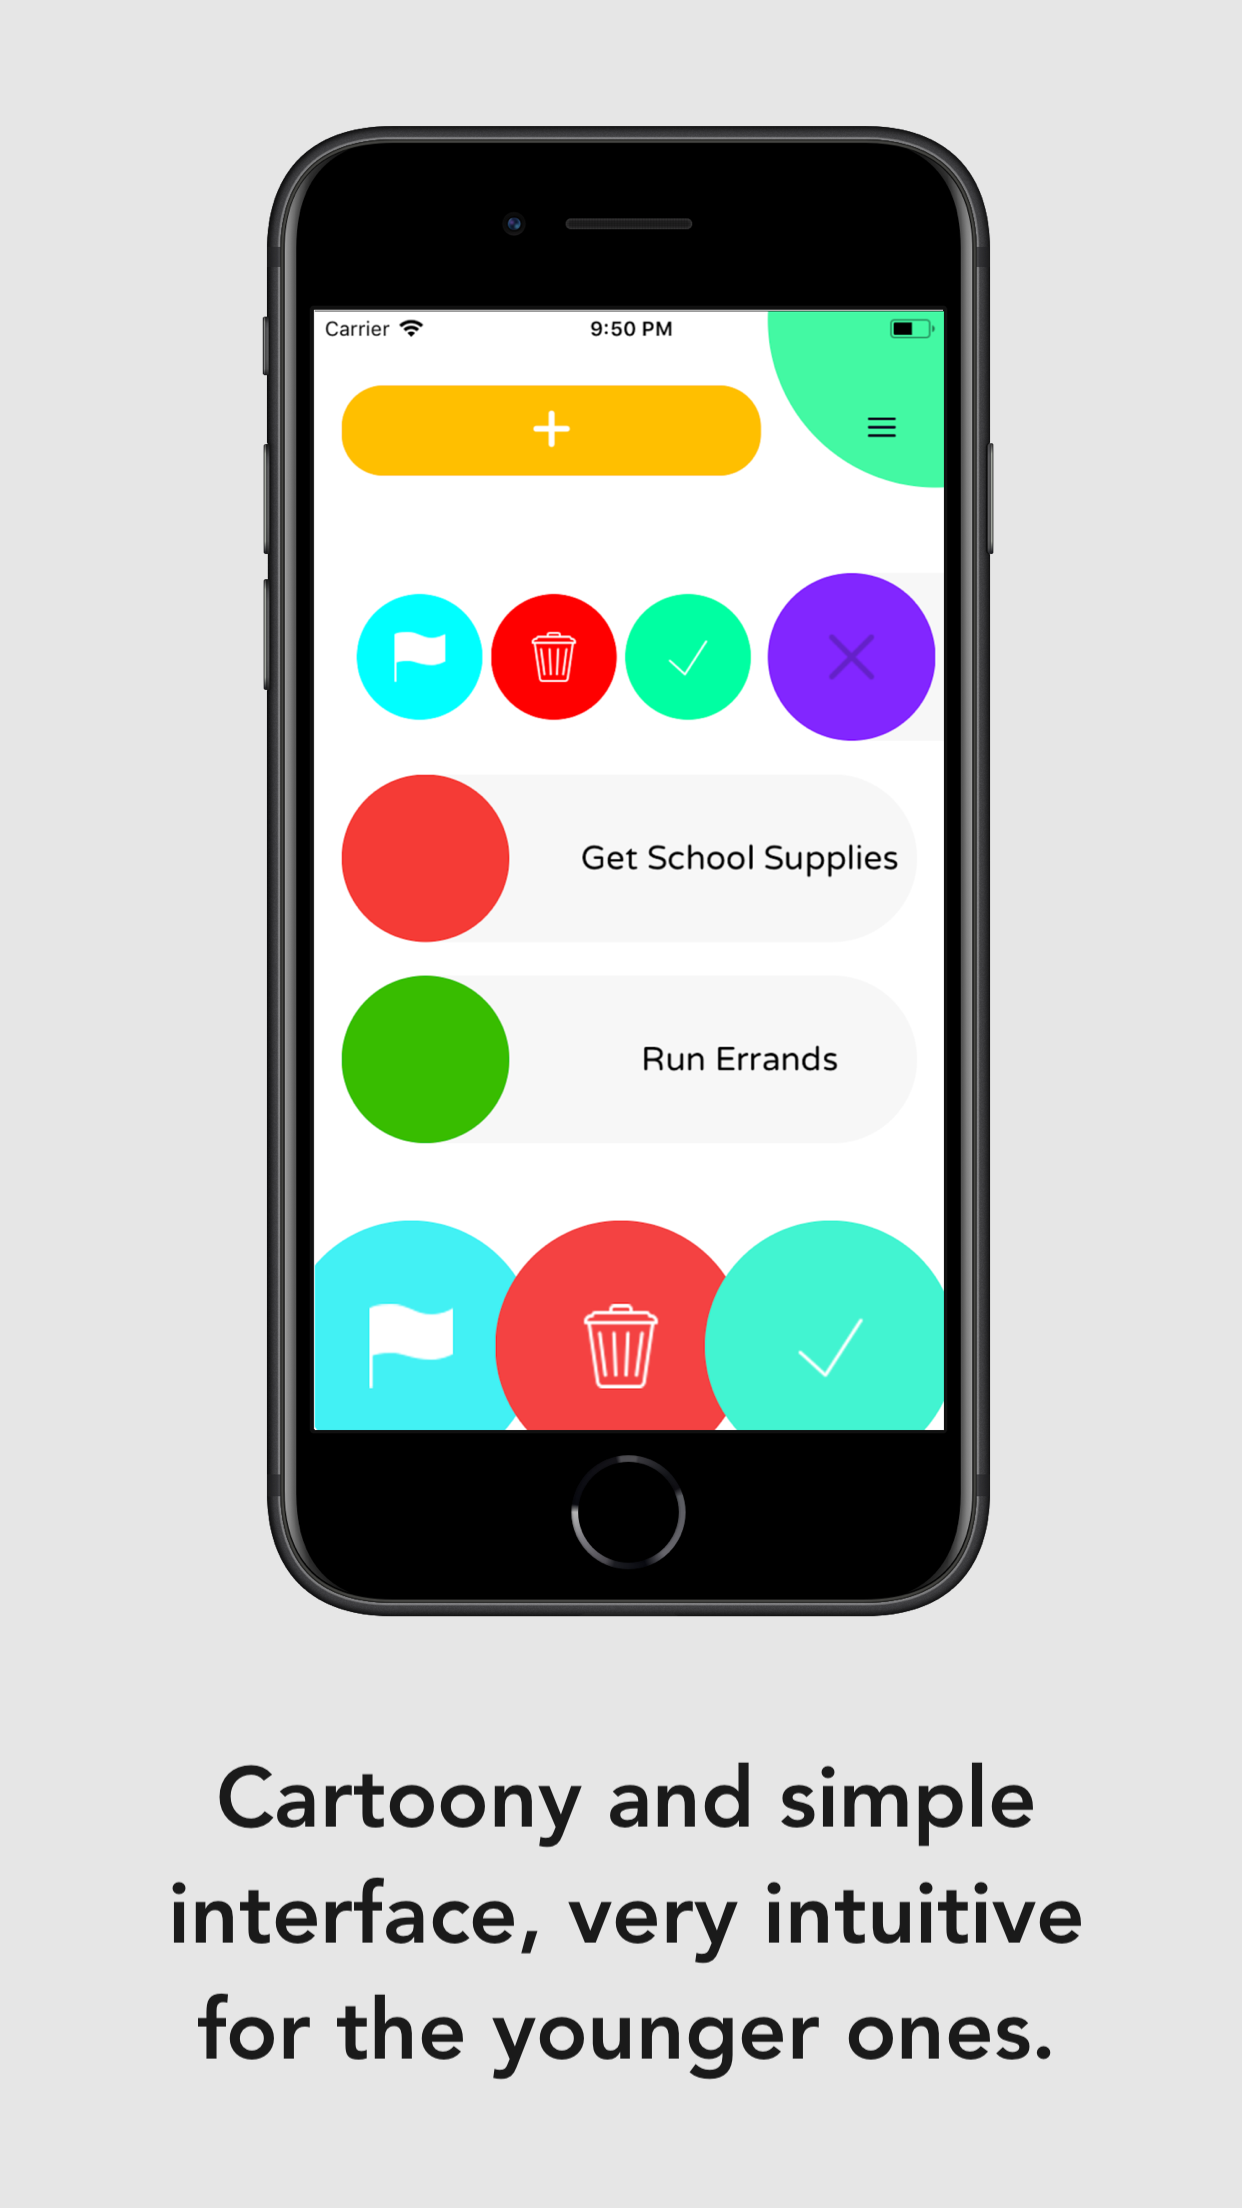 Carrier
9:50 PM
Get School Supplies
Run Errands
Cartoony and simple
interface, very intuitive
for the younger ones.